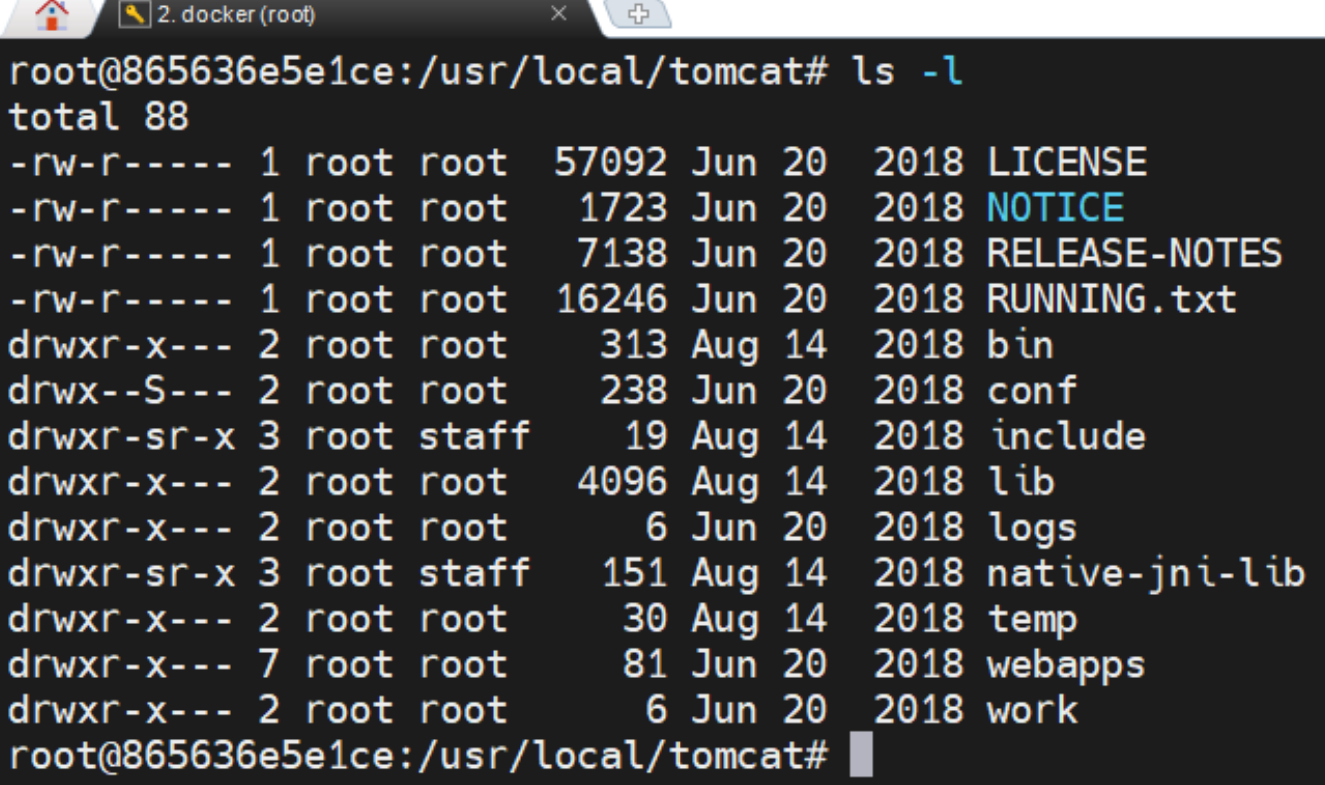 2. docker (root)
root@865636e5e1ce:/usr/local/tomcat# ls -l
total 88
-rw-r----- 1 root root  57092 Jun 20  2018 LICENSE
-rw-r----- 1 root root   1723 Jun 20  2018 NOTICE
-rw-r----- 1 root root   7138 Jun 20  2018 RELEASE-NOTES
-rw-r----- 1 root root  16246 Jun 20  2018 RUNNING.txt
drwxr-x--- 2 root root    313 Aug 14  2018 bin
drwx--S--- 2 root root    238 Jun 20  2018 conf
drwxr-sr-x 3 root staff    19 Aug 14  2018 include
drwxr-x--- 2 root root   4096 Aug 14  2018 lib
drwxr-x--- 2 root root      6 Jun 20  2018 logs
drwxr-sr-x 3 root staff   151 Aug 14  2018 native-jni-lib
drwxr-x--- 2 root root     30 Aug 14  2018 temp
drwxr-x--- 7 root root     81 Jun 20  2018 webapps
drwxr-x--- 2 root root      6 Jun 20  2018 work
root@865636e5e1ce:/usr/local/tomcat#